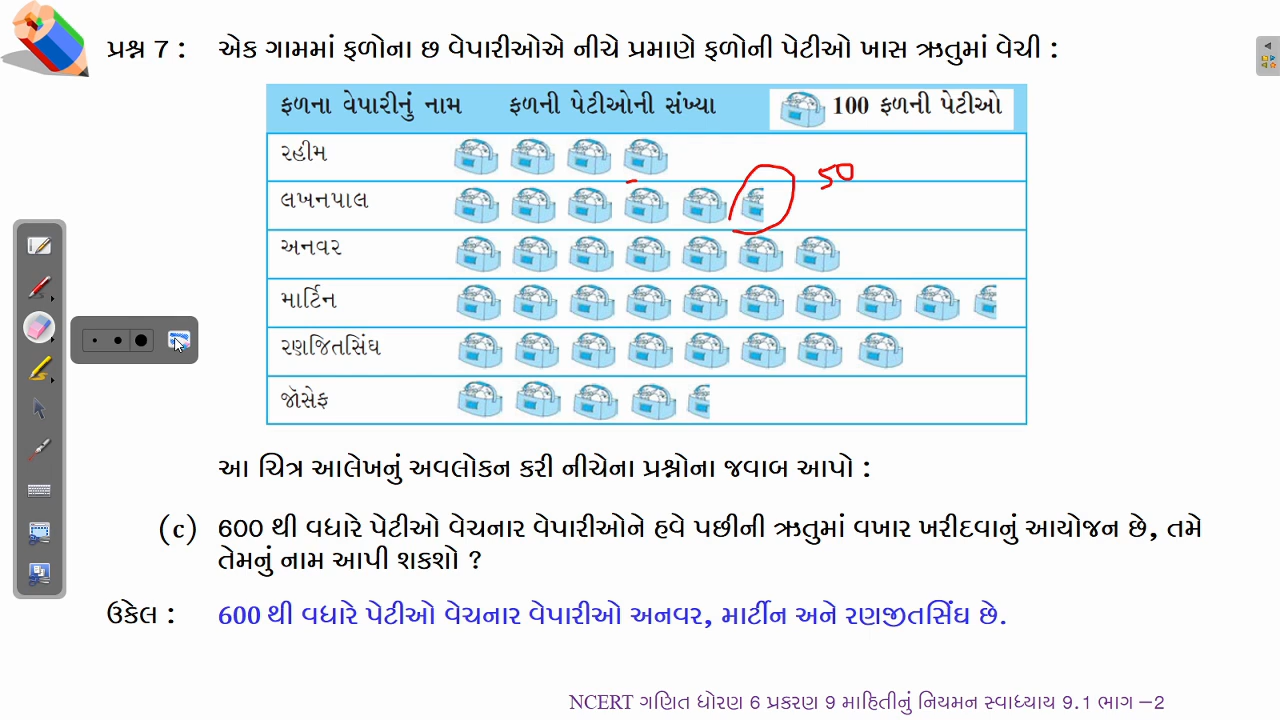 પ્રશ્ન 7 : એક ગામમાં ફળોના છ વેપારીઓએ નીચે પ્રમાણે ફળોની પેટીઓ ખાસ ઋતુમાં વેચી :
ફળના વેપારીનું નામ ફળની પેટીઓની સંખ્યા 100 ફળની પેટીઓ
રહીમ
50
લખનપાલ
અનવર
માર્ટિન
રણજિતસિંઘ
જૉસેફ
આ ચિત્ર આલેખનું અવલોકન કરી નીચેના પ્રશ્નોના જવાબ આપો :
(c) 600 થી વધારે પેટીઓ વેચનાર વેપારીઓને હવે પછીની ઋતુમાં વખાર ખરીદવાનું આયોજન છે, તમે
તેમનું નામ આપી શકશો ?
ઉકેલ : 600 થી વધારે પેટીઓ વેચનાર વેપારીઓ અનવર, માર્ટીન અને રણજીતસિંઘ છે.
NCERT ગણિત ધોરણ 6 પ્રકરણ 9 માહિતીનું નિયમન સ્વાધ્યાય 9.1 ભાગ –2